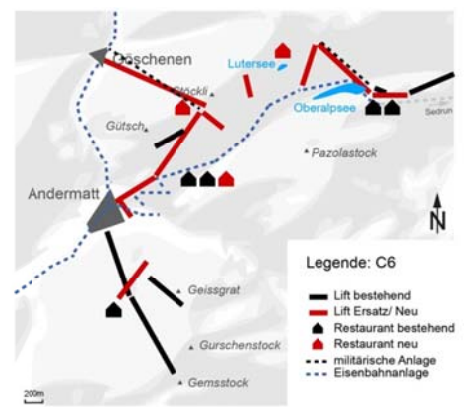 Göschenen
Lutersee
Stöckli
Oberalpsee
Sedrun
Gütsch
Pazolastock
Andermatt
N
Geissgrat
Gurschenstock
Gemsstock
200m
Legende: C6
Lift bestehend
Lift Ersatz/ Neu
Restaurant bestehend
Restaurant neu
militärische Anlage
Eisenbahnanlage